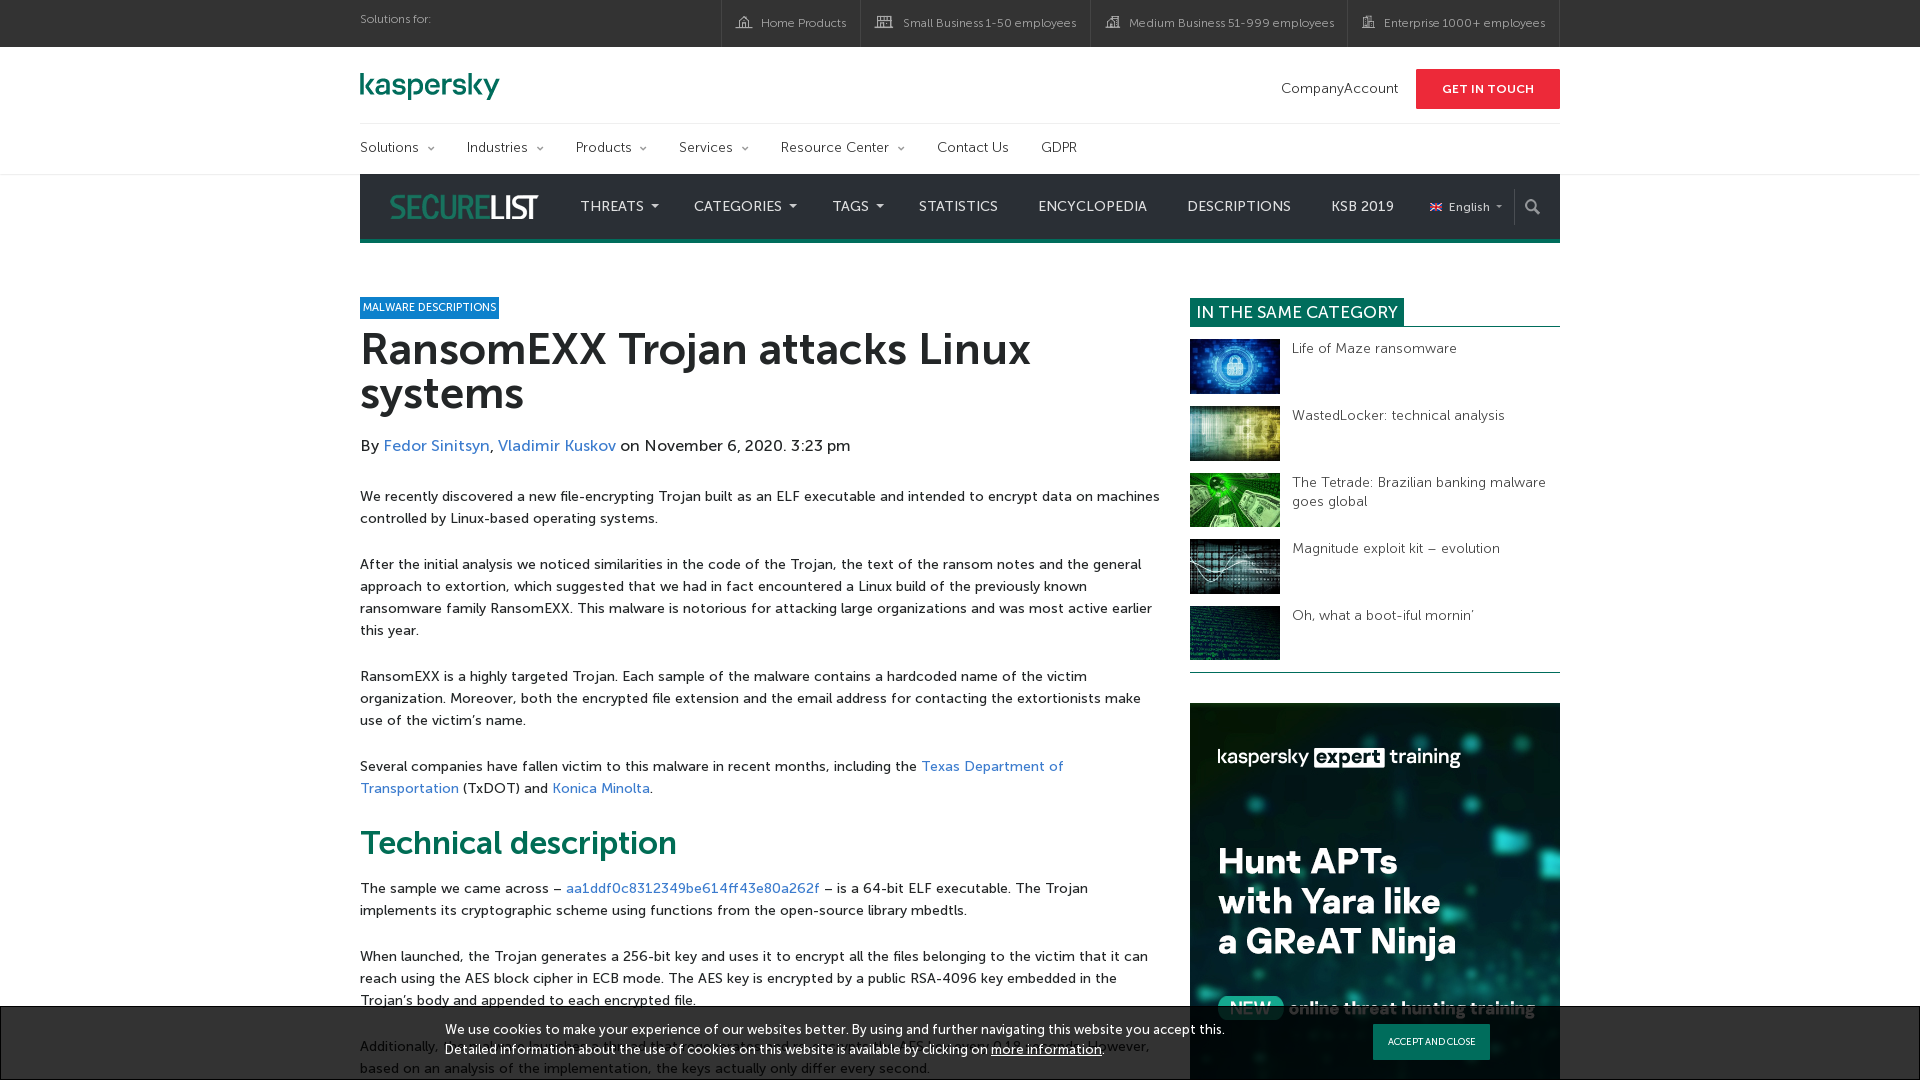 Solutions for:
Home Products
Small Business 1-50 employees
Medium Business 51-999 employees
Enterprise 1000+ employees
kaspersky
CompanyAccount
GET IN TOUCH
Solutions
Industries
Products
Services
Resource Center
Contact Us
GDPR
SECURELIST
THREATS
CATEGORIES
TAGS
STATISTICS
ENCYCLOPEDIA
DESCRIPTIONS
KSB 2019
English
MALWARE DESCRIPTIONS
RansomEXX Trojan attacks Linux
systems
By Fedor Sinitsyn, Vladimir Kuskov on November 6, 2020. 3:23 pm
We recently discovered a new file-encrypting Trojan built as an ELF executable and intended to encrypt data on machines
controlled by Linux-based operating systems.
After the initial analysis we noticed similarities in the code of the Trojan, the text of the ransom notes and the general
approach to extortion, which suggested that we had in fact encountered a Linux build of the previously known
ransomware family RansomEXX. This malware is notorious for attacking large organizations and was most active earlier
this year.
RansomEXX is a highly targeted Trojan. Each sample of the malware contains a hardcoded name of the victim
organization. Moreover, both the encrypted file extension and the email address for contacting the extortionists make
use of the victim’s name.
Several companies have fallen victim to this malware in recent months, including the Texas Department of
Transportation (TxDOT) and Konica Minolta.
Technical description
The sample we came across – aa1ddf0c8312349be614ff43e80a262f – is a 64-bit ELF executable. The Trojan
implements its cryptographic scheme using functions from the open-source library mbedtls.
When launched, the Trojan generates a 256-bit key and uses it to encrypt all the files belonging to the victim that it can
reach using the AES block cipher in ECB mode. The AES key is encrypted by a public RSA-4096 key embedded in the
Trojan’s body and appended to each encrypted file.
Additionally, However,
based on an analysis of the implementation, the keys actually only differ every second.
IN THE SAME CATEGORY
Life of Maze ransomware
WastedLocker: technical analysis
The Tetrade: Brazilian banking malware
goes global
Magnitude exploit kit – evolution
Oh, what a boot-iful mornin’
kaspersky expert training
Hunt APTs
with Yara like
a GReAT Ninja
NEW online threat hunting training
We use cookies to make your experience of our websites better. By using and further navigating this website you accept this.
Detailed information about the use of cookies on this website is available by clicking on more information.
ACCEPT AND CLOSE